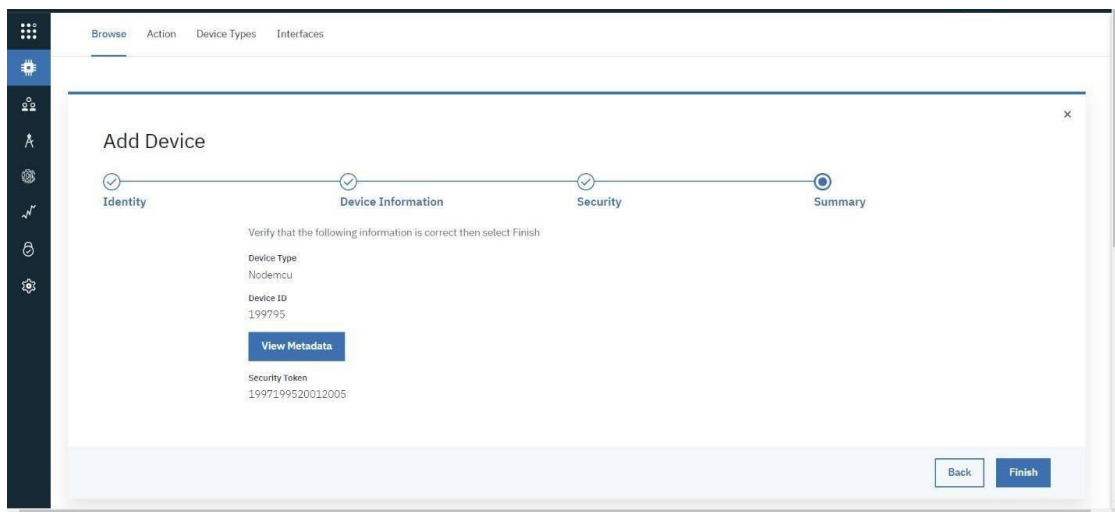 Browse Action Device Types Interfaces
Add Device
Identity Device Information Security Summary
Verify that the following information is correct then select Finish
Device Type
Nodemcu
Device ID
199795
View Metadata
Security Token
1997199520012005
Back Finish